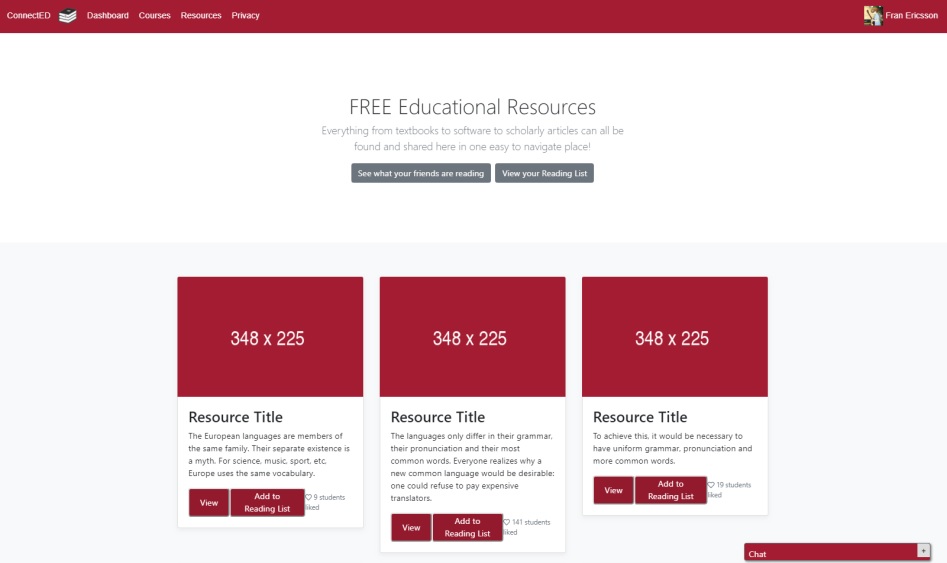 ConnectED Dashboard Courses Resources Privacy Fran Ericsson
FREE Educational Resources
Everything from textbooks to software to scholarly articles can all be
found and shared here in one easy to navigate place!
See what your friends are reading View your Reading List
348 x 225
Resource Title
The European languages are members of
the same family. Their separate existence is
a myth. For science, music, sport, etc,
Europe uses the same vocabulary.
View
Add to
Reading List
9 students
liked
348 x 225
Resource Title
The languages only differ in their grammar,
their pronunciation and their most
common words. Everyone realizes why a
new common language would be desirable:
one could refuse to pay expensive
translators.
View
Add to
Reading List
141 students
liked
348 x 225
Resource Title
To achieve this, it would be necessary to
have uniform grammar, pronunciation and
more common words.
View
Add to
Reading List
19 students
liked
Chat +